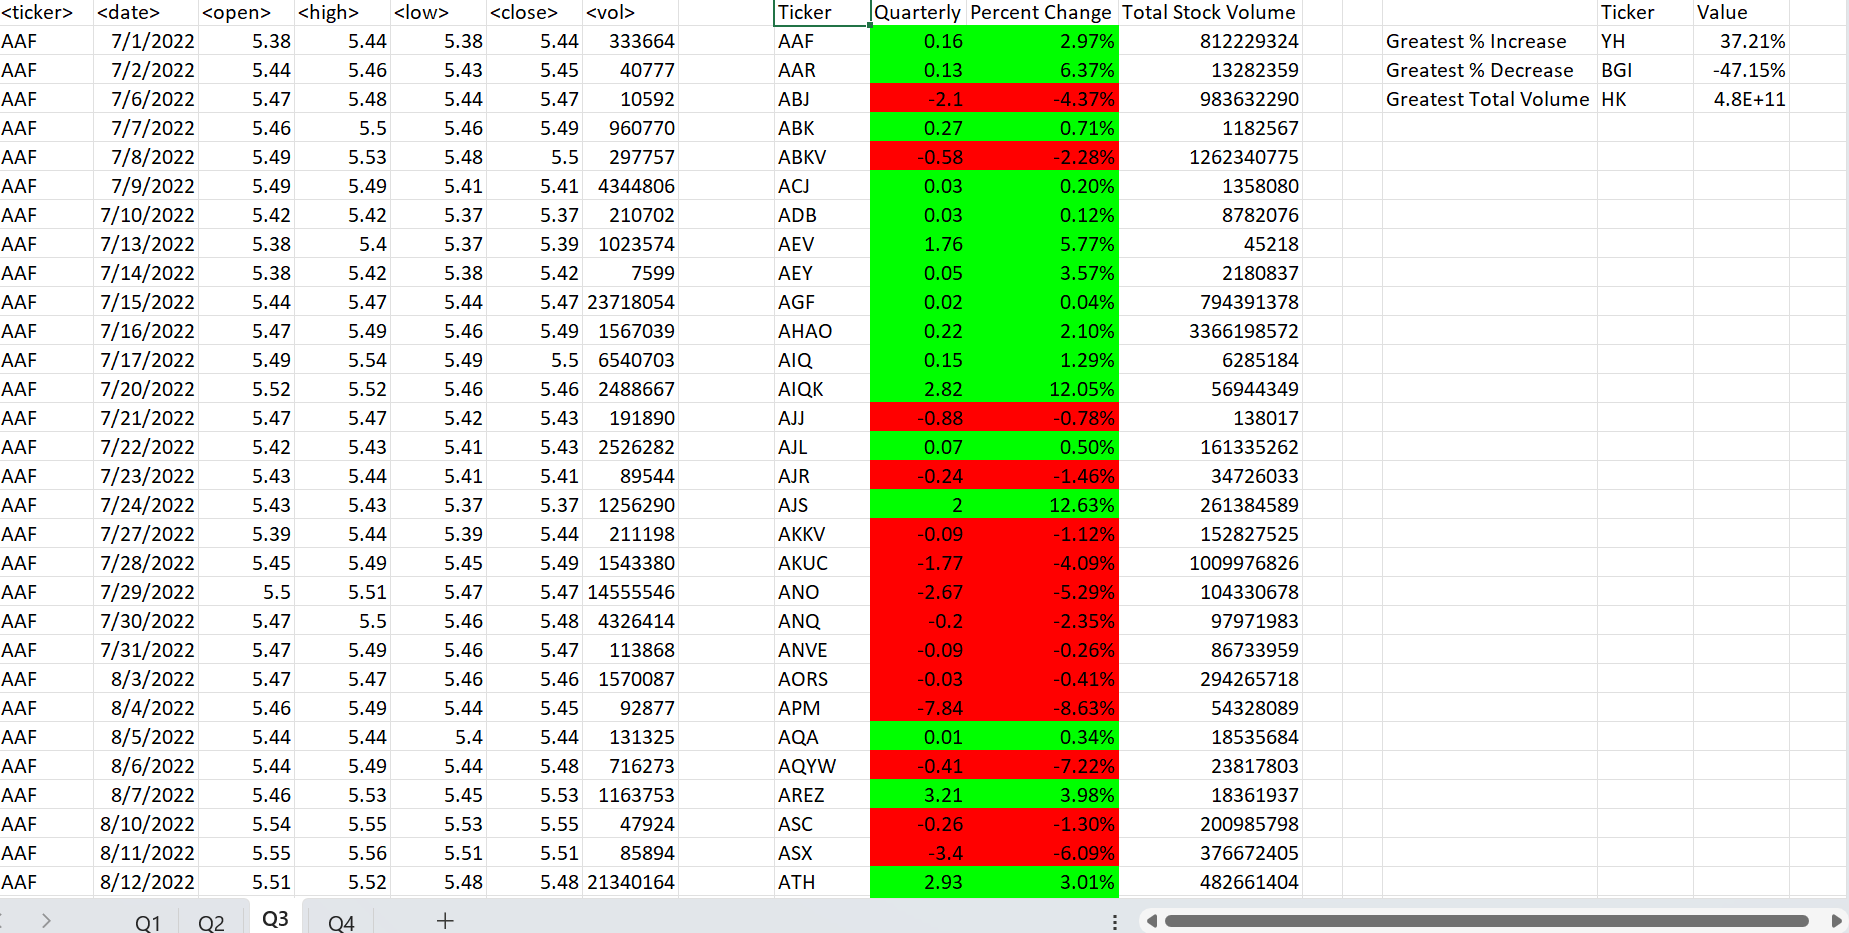 <ticker> <date> <open> <high> <low> <close> <vol> Ticker Quarterly Percent Change Total Stock Volume Ticker Value
AAF 7/1/2022 5.38 5.44 5.38 5.44 333664 AAF 0.16 2.97% 812229324 Greatest % Increase YH 37.21%
AAF 7/2/2022 5.44 5.46 5.43 5.45 40777 AAR 0.13 6.37% 13282359 Greatest % Decrease BGI -47.15%
AAF 7/6/2022 5.47 5.48 5.44 5.47 10592 ABJ -2.1 -4.37% 983632290 Greatest Total Volume HK 4.8E+11
AAF 7/7/2022 5.46 5.5 5.46 5.49 960770 ABK 0.27 0.71% 1182567
AAF 7/8/2022 5.49 5.53 5.48 5.5 297757 ABKV -0.58 -2.28% 1262340775
AAF 7/9/2022 5.49 5.49 5.41 5.41 4344806 ACJ 0.03 0.20% 1358080
AAF 7/10/2022 5.42 5.42 5.37 5.37 210702 ADB 0.03 0.12% 8782076
AAF 7/13/2022 5.38 5.4 5.37 5.39 1023574 AEV 1.76 5.77% 45218
AAF 7/14/2022 5.38 5.42 5.38 5.42 7599 AEY 0.05 3.57% 2180837
AAF 7/15/2022 5.44 5.47 5.44 5.47 23718054 AGF 0.02 0.04% 794391378
AAF 7/16/2022 5.47 5.49 5.46 5.49 1567039 AHAO 0.22 2.10% 3366198572
AAF 7/17/2022 5.49 5.54 5.49 5.5 6540703 AIQ 0.15 1.29% 6285184
AAF 7/20/2022 5.52 5.52 5.46 5.46 2488667 AIQK 2.82 12.05% 56944349
AAF 7/21/2022 5.47 5.47 5.42 5.43 191890 AJJ -0.88 -0.78% 138017
AAF 7/22/2022 5.42 5.43 5.41 5.43 2526282 AJL 0.07 0.50% 161335262
AAF 7/23/2022 5.43 5.44 5.41 5.41 89544 AJR -0.24 -1.46% 34726033
AAF 7/24/2022 5.43 5.43 5.37 5.37 1256290 AJS 2 12.63% 261384589
AAF 7/27/2022 5.39 5.44 5.39 5.44 211198 AKKV -0.09 -1.12% 152827525
AAF 7/28/2022 5.45 5.49 5.45 5.49 1543380 AKUC -1.77 -4.09% 1009976826
AAF 7/29/2022 5.5 5.51 5.47 5.47 14555546 ANO -2.67 -5.29% 104330678
AAF 7/30/2022 5.47 5.5 5.46 5.48 4326414 ANQ -0.2 -2.35% 97971983
AAF 7/31/2022 5.47 5.49 5.46 5.47 113868 ANVE -0.09 -0.26% 86733959
AAF 8/3/2022 5.47 5.47 5.46 5.46 1570087 AORS -0.03 -0.41% 294265718
AAF 8/4/2022 5.46 5.49 5.44 5.45 92877 APM -7.84 -8.63% 54328089
AAF 8/5/2022 5.44 5.44 5.4 5.44 131325 AQA 0.01 0.34% 18535684
AAF 8/6/2022 5.44 5.49 5.44 5.48 716273 AQYW -0.41 -7.22% 23817803
AAF 8/7/2022 5.46 5.53 5.45 5.53 1163753 AREZ 3.21 3.98% 18361937
AAF 8/10/2022 5.54 5.55 5.53 5.55 47924 ASC -0.26 -1.30% 200985798
AAF 8/11/2022 5.55 5.56 5.51 5.51 85894 ASX -3.4 -6.09% 376672405
AAF 8/12/2022 5.51 5.52 5.48 5.48 21340164 ATH 2.93 3.01% 482661404
Q1 Q2 Q3 Q4